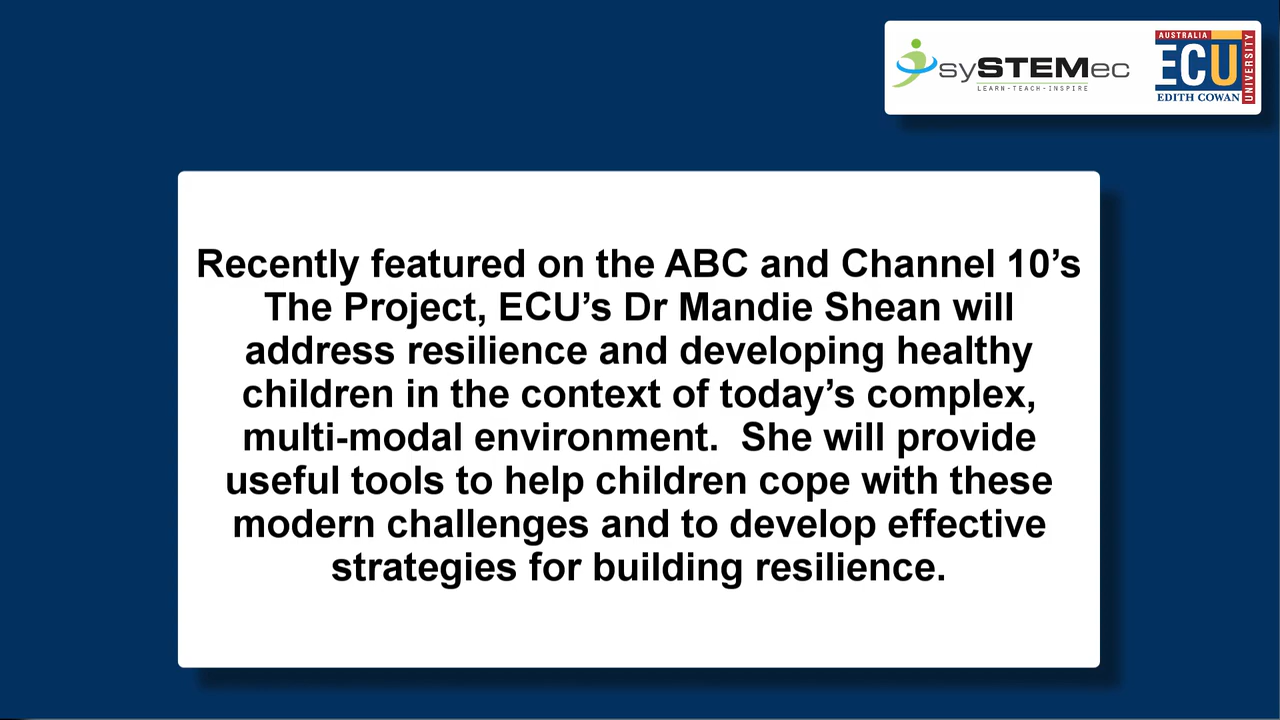 sySTEMec
LEARN-TEACH-INSPIRE
AUSTRALIA
ECU
EDITH COWAN
UNIVERSITY
Recently featured on the ABC and Channel 10’s
The Project, ECU’s Dr Mandie Shean will
address resilience and developing healthy
children in the context of today’s complex,
multi-modal environment.  She will provide
useful tools to help children cope with these
modern challenges and to develop effective
strategies for building resilience.